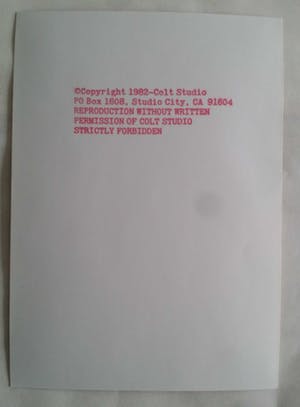 ©Copyright 1982-Colt Studio
PO Box 1608, Studio City, CA 91604
REPRODUCTION WITHOUT WRITTEN
PERMISSION OF COLT STUDIO
STRICTLY FORBIDDEN